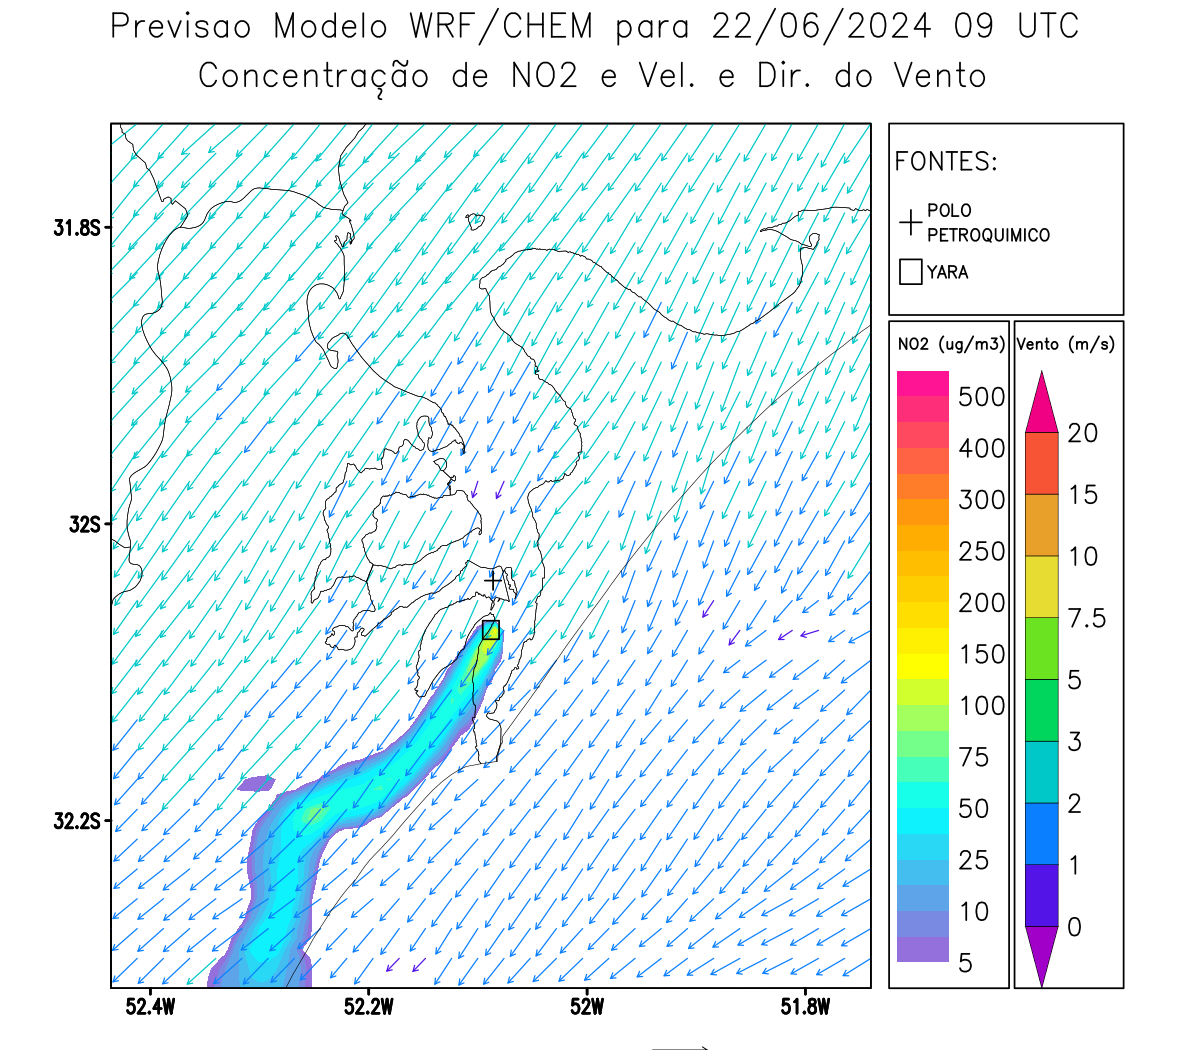 Previsao Modelo WRF/CHEM para 22/06/2024 09 UTC
Concentração de NO2 e Vel. e Dir. do Vento
FONTES:
POLO
PETROQUIMICO
YARA
NO2 (ug/m3)
500
400
300
250
200
150
100
75
50
25
10
5
Vento (m/s)
20
15
10
7.5
5
3
2
1
0
31.8S
32S
32.2S
52.4W
52.2W
52W
51.8W